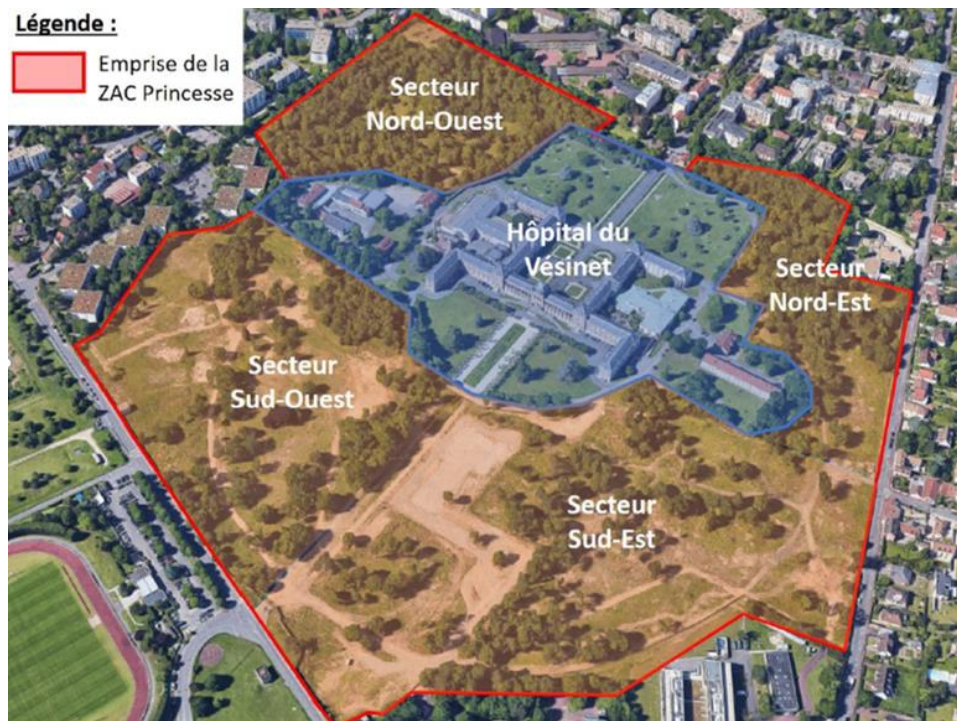 Légende :
Emprise de la
ZAC Princesse
Secteur
Nord-Ouest
Hôpital du
Vésinet
Secteur
Nord-Est
Secteur
Sud-Ouest
Secteur
Sud-Est